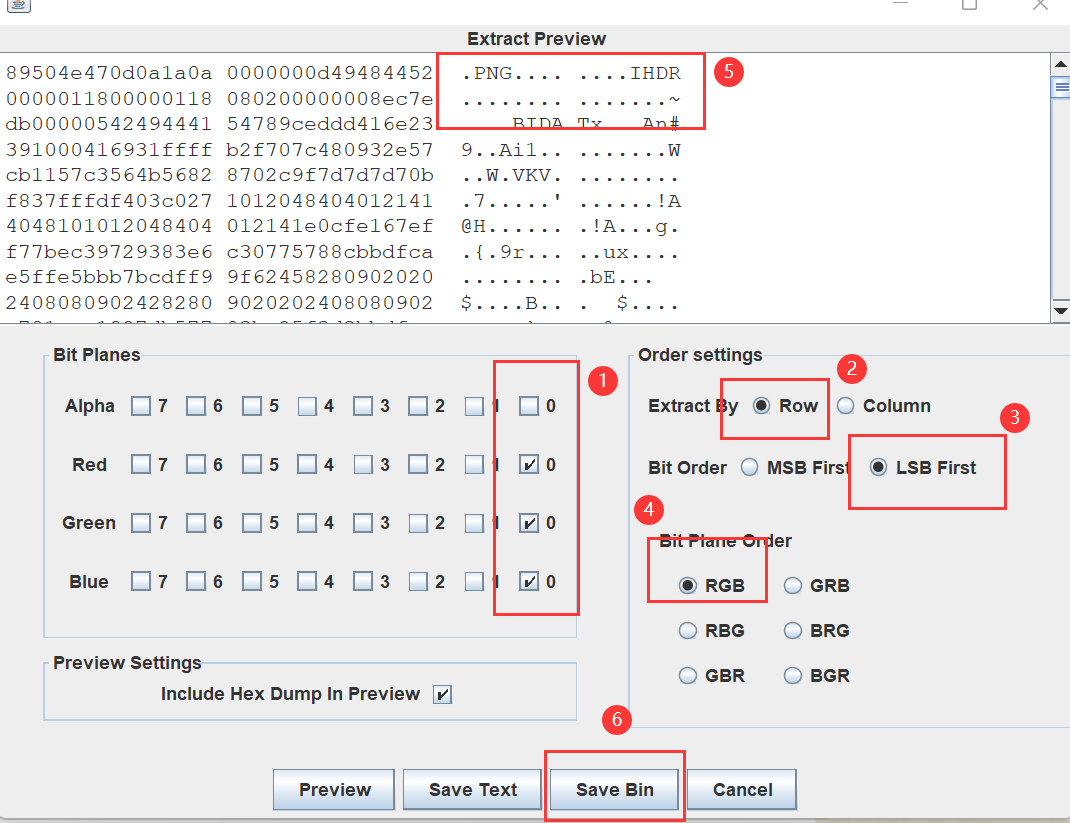 Extract Preview
89504e470d0a1a0a 0000000d49484452 .PNG.... ....IHDR
0000011800000118 080200000008ec7e ........ .......~
db00000542494441 54789ceddd416e23 ....BIDA Tx...An#
391000416931ffff b2f707c480932e57 9..Ai1.. .......W
cb1157c3564b5682 8702c9f7d7d7d70b ..W.VKV. ........
f837fffdf403c027 1012048404012141 .7.....' ......!A
4048101012048404 012141e0cfe167ef @H...... .!A...g.
f77bec39729383e6 c30775788cbbdfca .{.9r... ..ux....
e5ffe5bbb7bcdff9 9f62458280902020 ........ .bE...
2408080902428280 9020202408080902 $....B.. .  $....
5
Bit Planes
Alpha 7 6 5 4 3 2 1 0
Red 7 6 5 4 3 2 1 0
Green 7 6 5 4 3 2 1 0
Blue 7 6 5 4 3 2 1 0
1
Preview Settings
Include Hex Dump In Preview
Order settings
2
Extract By Row Column
3
Bit Order MSB First LSB First
4
Bit Plane Order
RGB GRB
RBG BRG
GBR BGR
6
Preview Save Text Save Bin Cancel